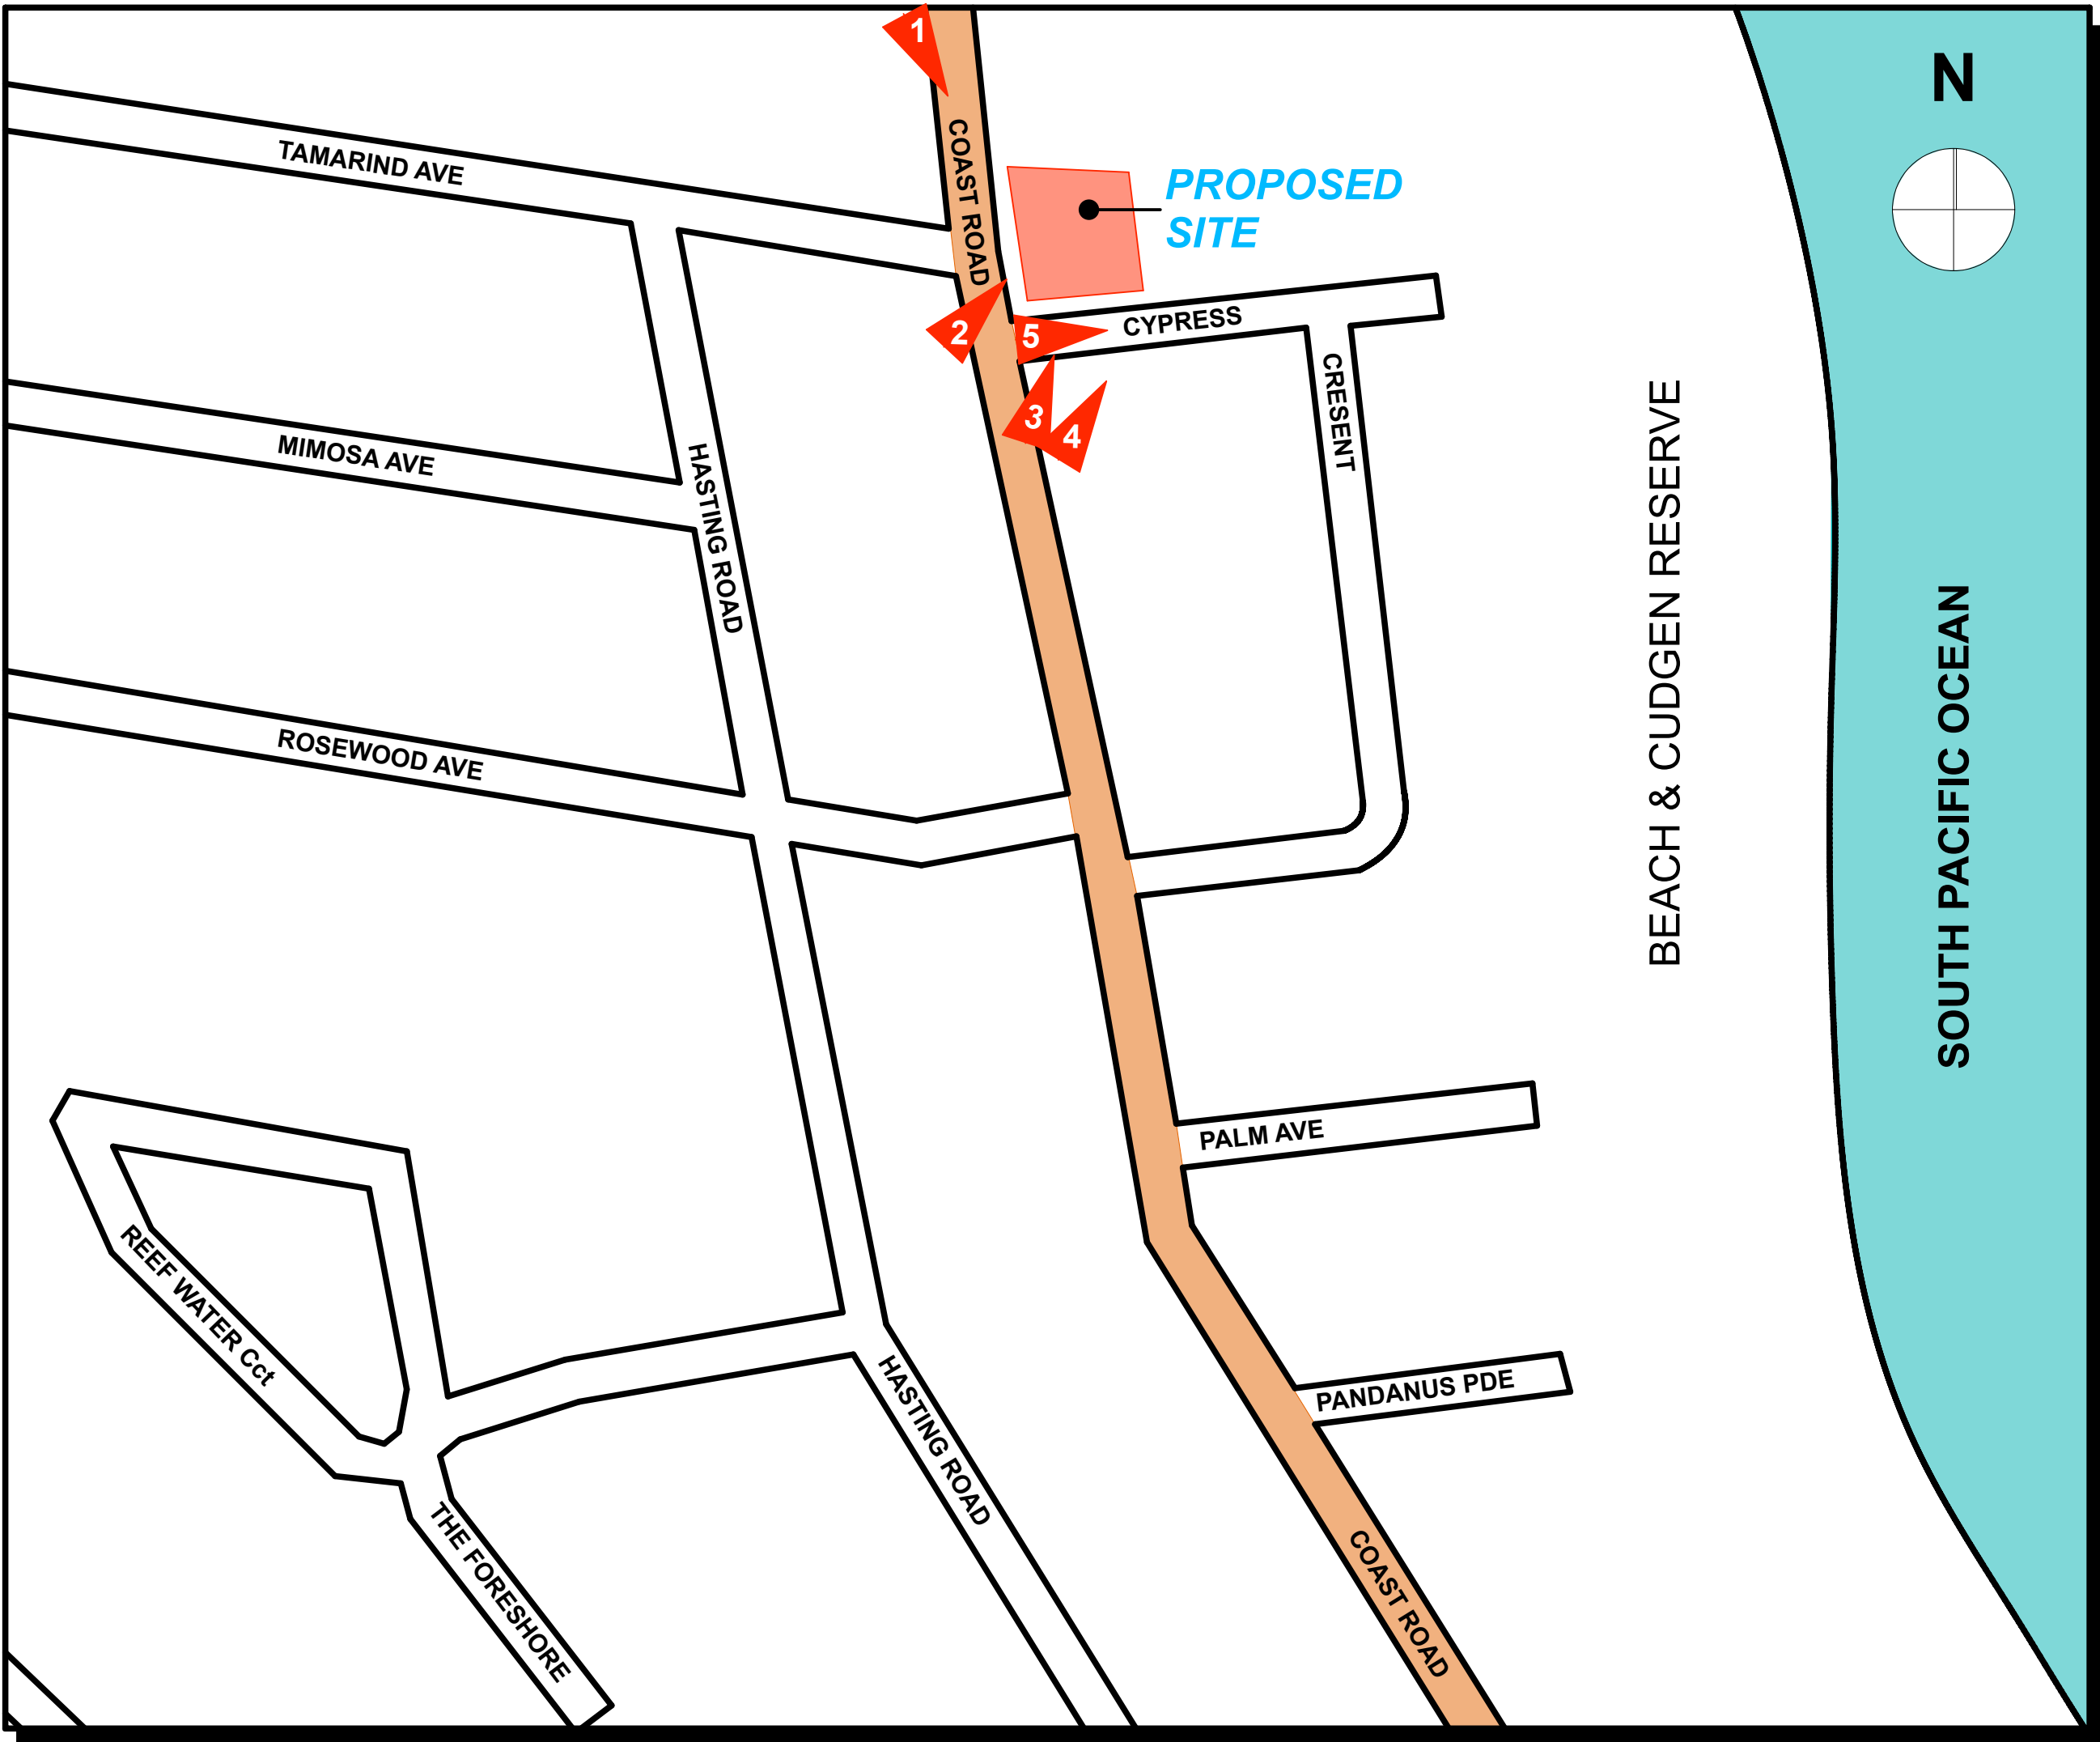 1
N
COAST ROAD
TAMARIND AVE
PROPOSED
SITE
2
5
CYPRESS
3
4
CRESENT
MIMOSA AVE
HASTING ROAD
BEACH & CUDGEN RESERVE
SOUTH PACIFIC OCEAN
ROSEWOOD AVE
PALM AVE
REEF WATER Cct
HASTING ROAD
PANDANUS PDE
THE FORESHORE
COAST ROAD